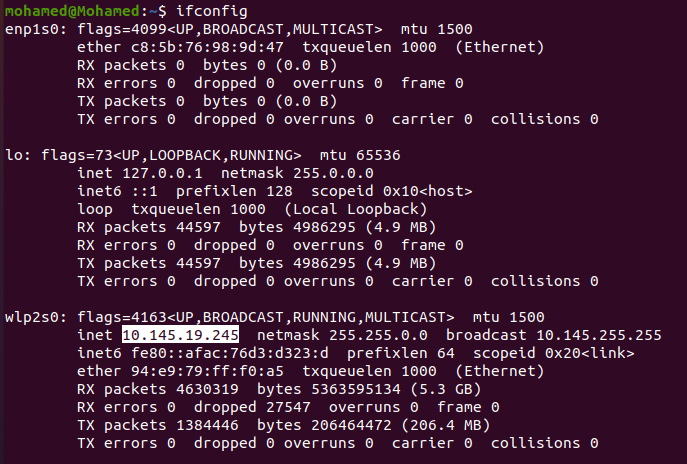 mohamed@Mohamed:~$ ifconfig
enp1s0: flags=4099<UP,BROADCAST,MULTICAST>  mtu 1500
        ether c8:5b:76:98:9d:47  txqueuelen 1000  (Ethernet)
        RX packets 0  bytes 0 (0.0 B)
        RX errors 0  dropped 0  overruns 0  frame 0
        TX packets 0  bytes 0 (0.0 B)
        TX errors 0  dropped 0 overruns 0  carrier 0  collisions 0

lo: flags=73<UP,LOOPBACK,RUNNING>  mtu 65536
        inet 127.0.0.1  netmask 255.0.0.0
        inet6 ::1  prefixlen 128  scopeid 0x10<host>
        loop  txqueuelen 1000  (Local Loopback)
        RX packets 44597  bytes 4986295 (4.9 MB)
        RX errors 0  dropped 0  overruns 0  frame 0
        TX packets 44597  bytes 4986295 (4.9 MB)
        TX errors 0  dropped 0 overruns 0  carrier 0  collisions 0

wlp2s0: flags=4163<UP,BROADCAST,RUNNING,MULTICAST>  mtu 1500
        inet 10.145.19.245  netmask 255.255.0.0  broadcast 10.145.255.255
        inet6 fe80::afac:76d3:d323:d  prefixlen 64  scopeid 0x20<link>
        ether 94:e9:79:ff:f0:a5  txqueuelen 1000  (Ethernet)
        RX packets 4630319  bytes 5363595134 (5.3 GB)
        RX errors 0  dropped 27547  overruns 0  frame 0
        TX packets 1384446  bytes 206464472 (206.4 MB)
        TX errors 0  dropped 0 overruns 0  carrier 0  collisions 0